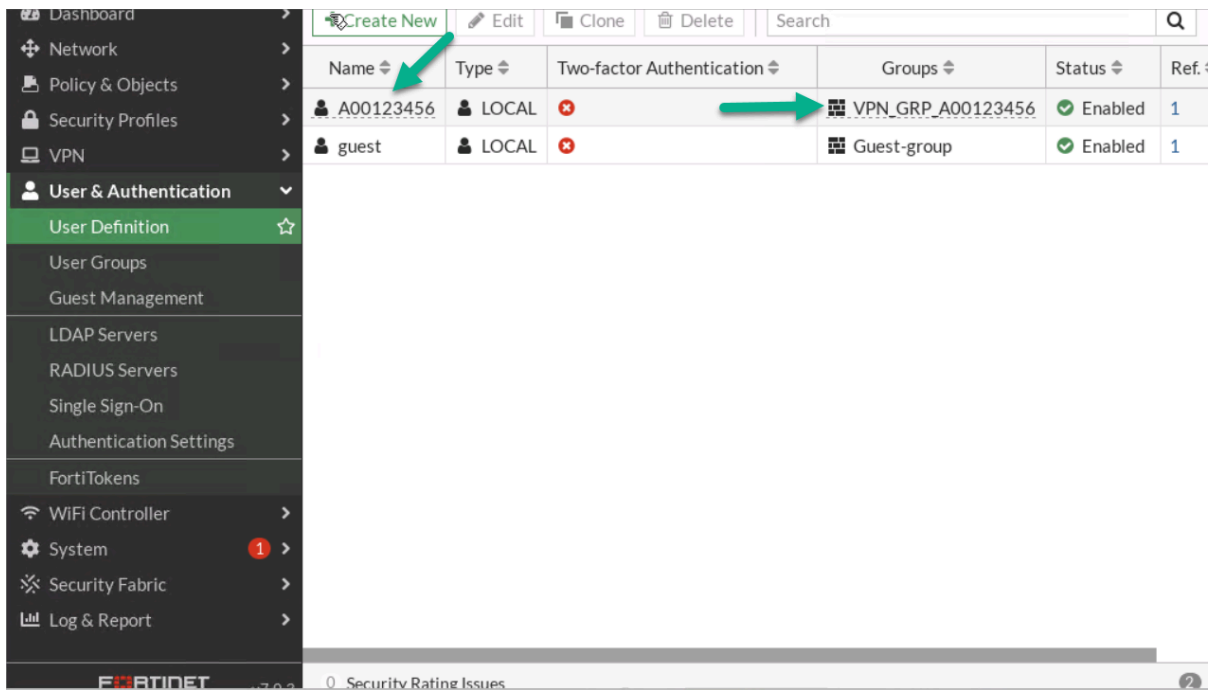 Dashboard
Create New Edit Clone Delete Search
Network
Name Type Two-factor Authentication Groups Status Ref.
Policy & Objects
A00123456 LOCAL VPN_GRP_A00123456 Enabled 1
Security Profiles
VPN
guest LOCAL Guest-group Enabled 1
User & Authentication
User Definition
User Groups
Guest Management
LDAP Servers
RADIUS Servers
Single Sign-On
Authentication Settings
FortiTokens
WiFi Controller
System 1
Security Fabric
Log & Report
FORTINET
0 Security Rating Issues 2